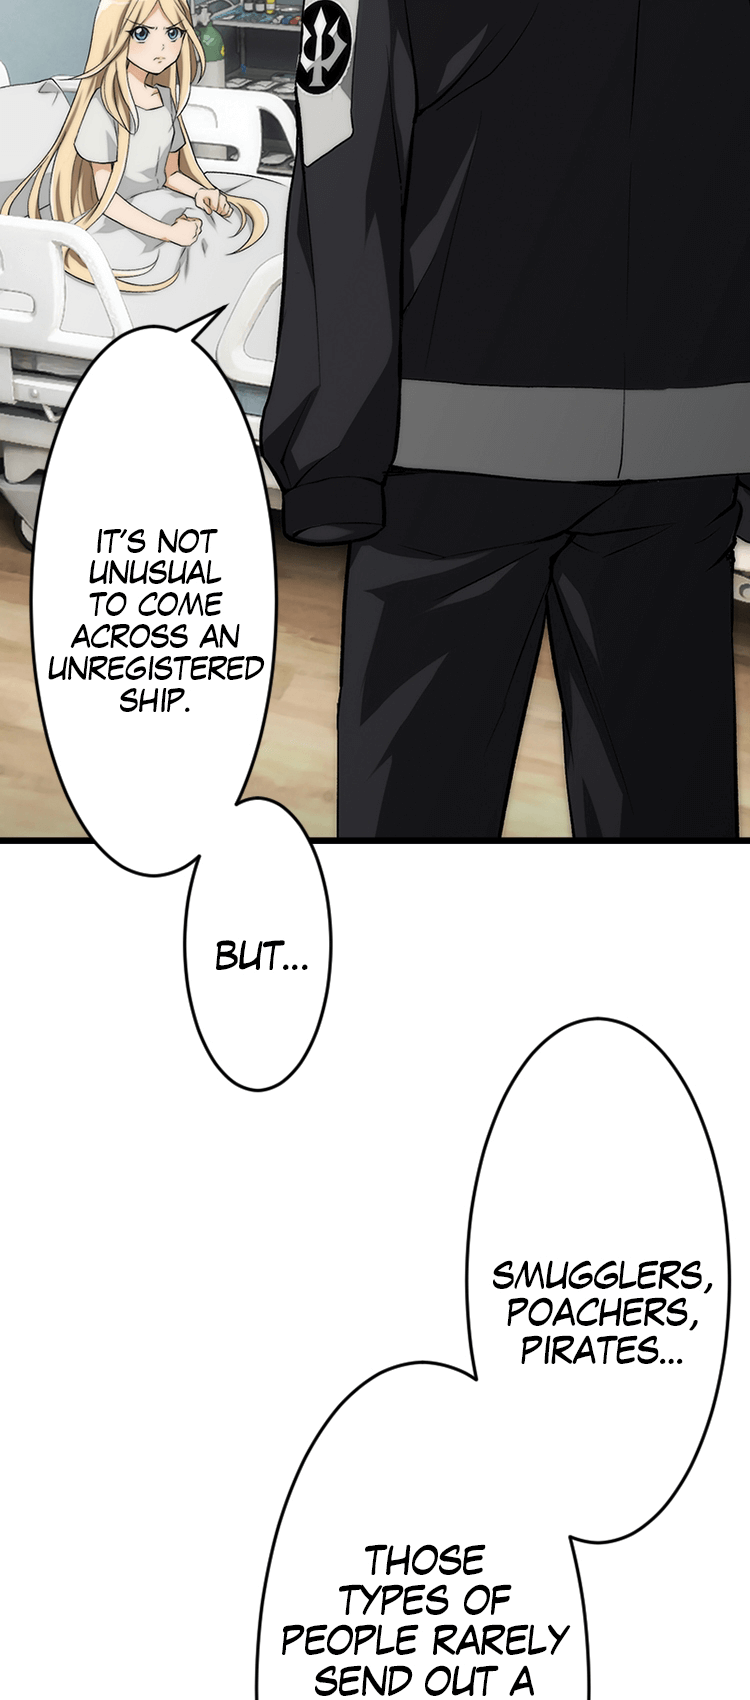 IT'S NOT
UNUSUAL
TO COME
ACROSS AN
UNREGISTERED
SHIP.
BUT...
SMUGGLERS,
POACHERS,
PIRATES...
THOSE
TYPES OF
PEOPLE RARELY
SEND OUT A